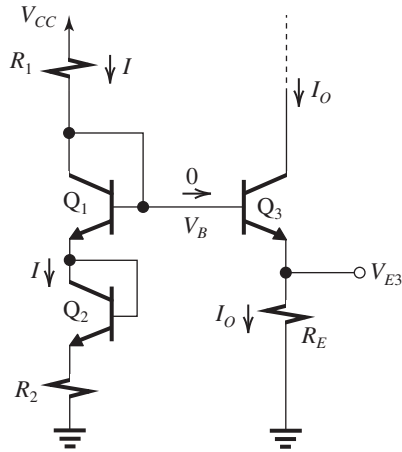 V_CC
R_1
I
I_O
Q_1
0
V_B
Q_3
I
Q_2
V_E3
I_O
R_E
R_2